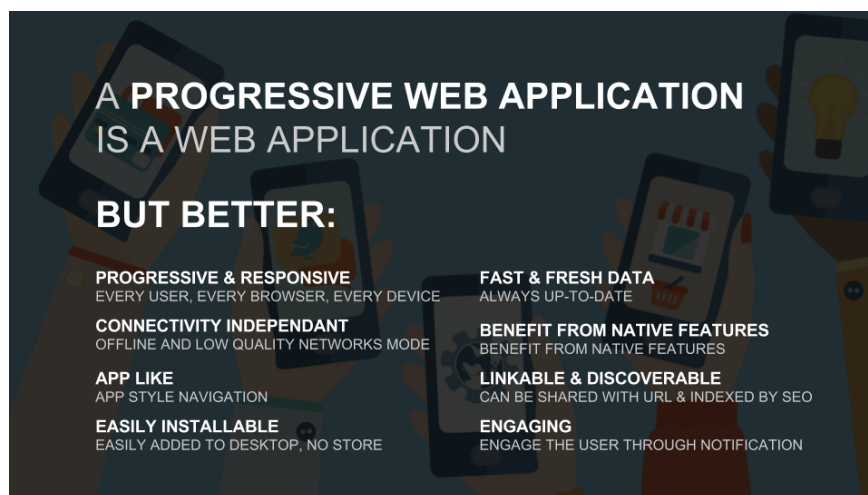 A PROGRESSIVE WEB APPLICATION
IS A WEB APPLICATION
BUT BETTER:
PROGRESSIVE & RESPONSIVE
EVERY USER, EVERY BROWSER, EVERY DEVICE
CONNECTIVITY INDEPENDANT
OFFLINE AND LOW QUALITY NETWORKS MODE
APP LIKE
APP STYLE NAVIGATION
EASILY INSTALLABLE
EASILY ADDED TO DESKTOP, NO STORE
FAST & FRESH DATA
ALWAYS UP-TO-DATE
BENEFIT FROM NATIVE FEATURES
BENEFIT FROM NATIVE FEATURES
LINKABLE & DISCOVERABLE
CAN BE SHARED WITH URL & INDEXED BY SEO
ENGAGING
ENGAGE THE USER THROUGH NOTIFICATION